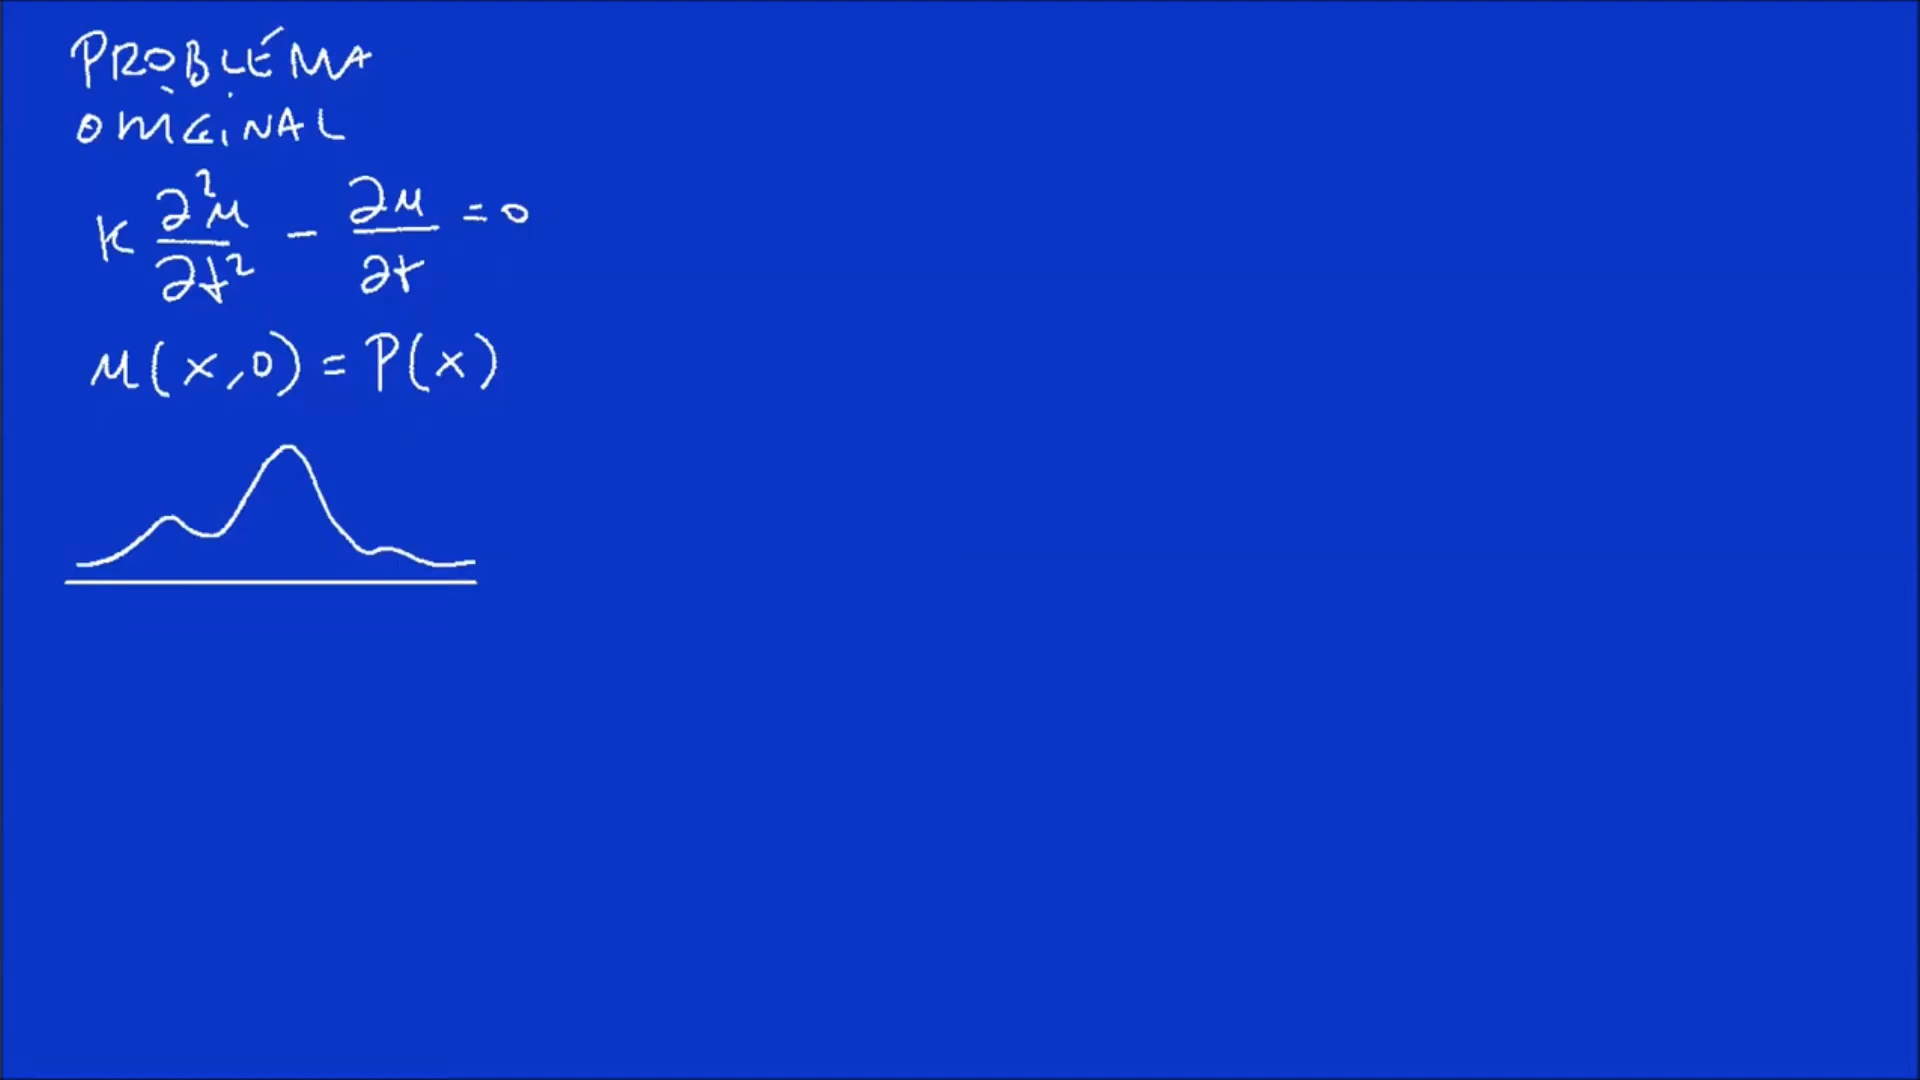 PROBLÉMA
ORIGINAL
K ∂²u/∂t² - ∂u/∂t = 0
u(x,0) = P(x)